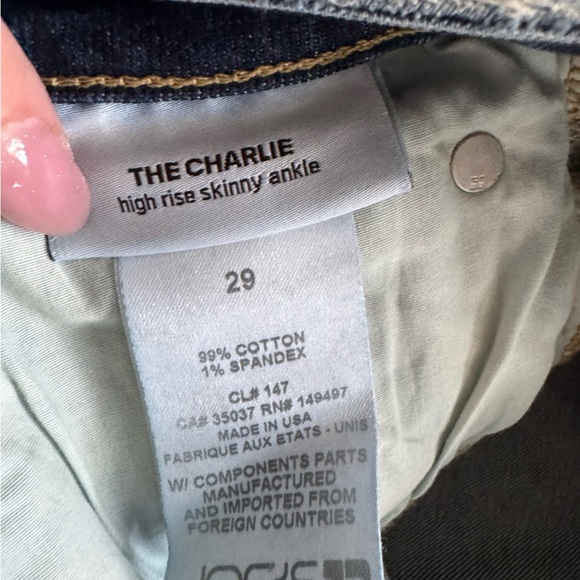 THE CHARLIE
high rise skinny ankle
29
99% COTTON
1% SPANDEX
CL# 147
CA# 35037 RN# 149497
MADE IN USA
FABRIQUE AUX ETATS - UNIS
W/ COMPONENTS PARTS
MANUFACTURED
AND IMPORTED FROM
FOREIGN COUNTRIES